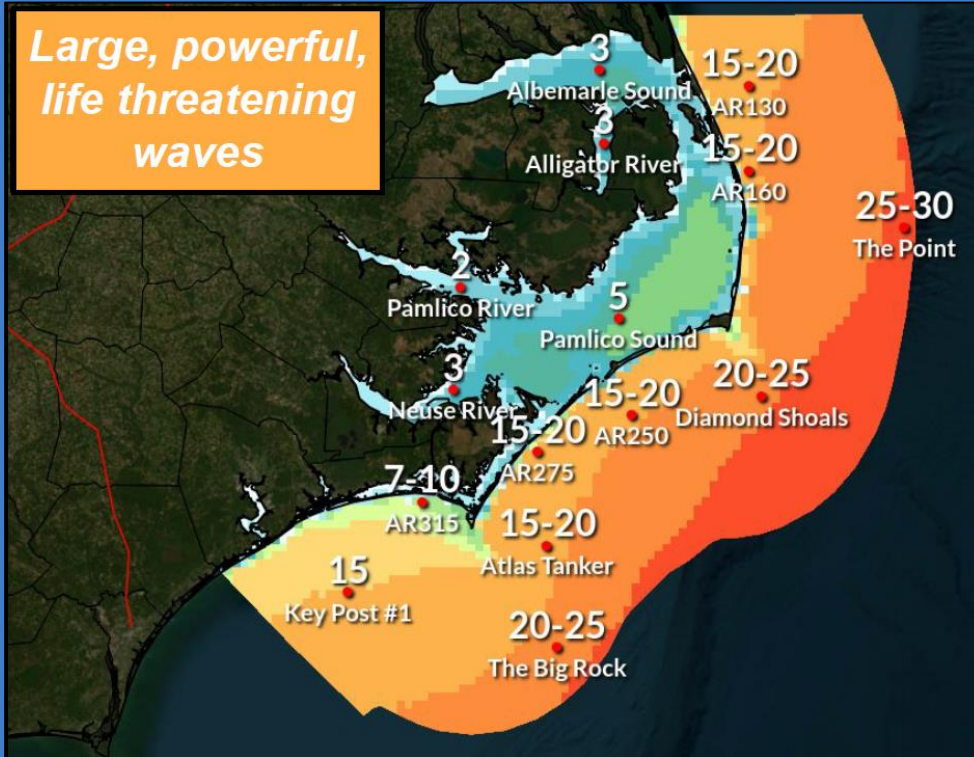 Large, powerful,
life threatening
waves
3
Albemarle Sound
15-20
AR130
3
Alligator River
15-20
AR160
25-30
The Point
2
Pamlico River
5
Pamlico Sound
3
Neuse River
15-20
AR250
20-25
Diamond Shoals
15-20
AR275
7-10
AR315
15-20
Atlas Tanker
15
Key Post #1
20-25
The Big Rock